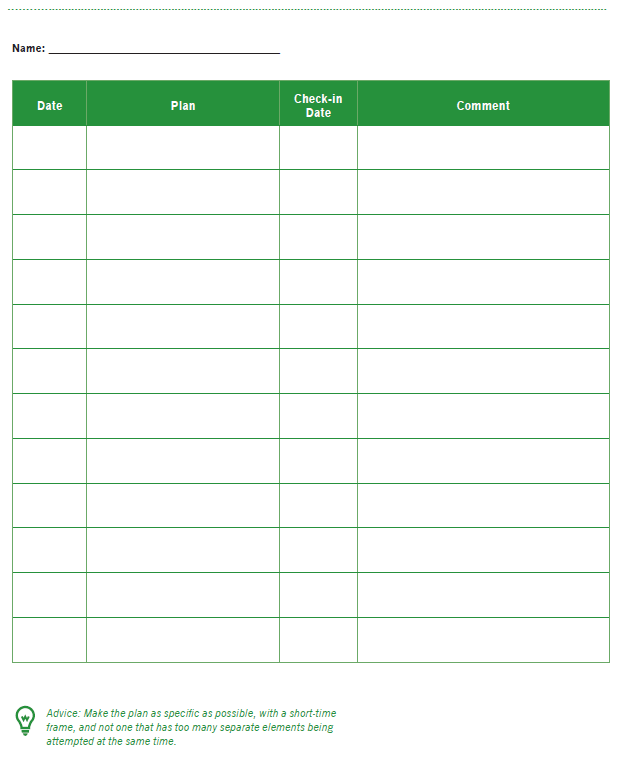 Name:
Date Plan Check-in Date Comment
Advice: Make the plan as specific as possible, with a short-time
frame, and not one that has too many separate elements being
attempted at the same time.